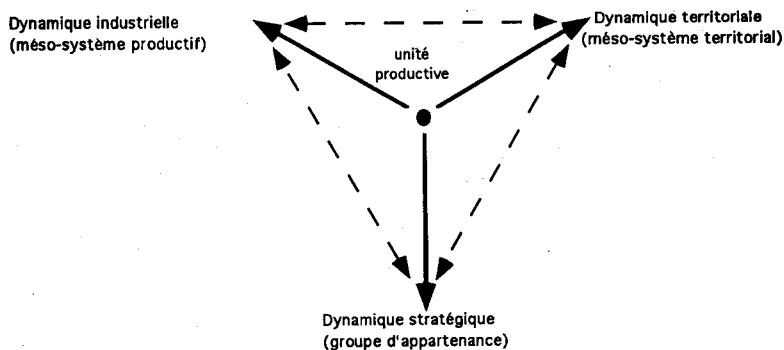 Dynamique industrielle
(méso-système productif)
unité
productive
Dynamique territoriale
(méso-système territorial)
Dynamique stratégique
(groupe d'appartenance)